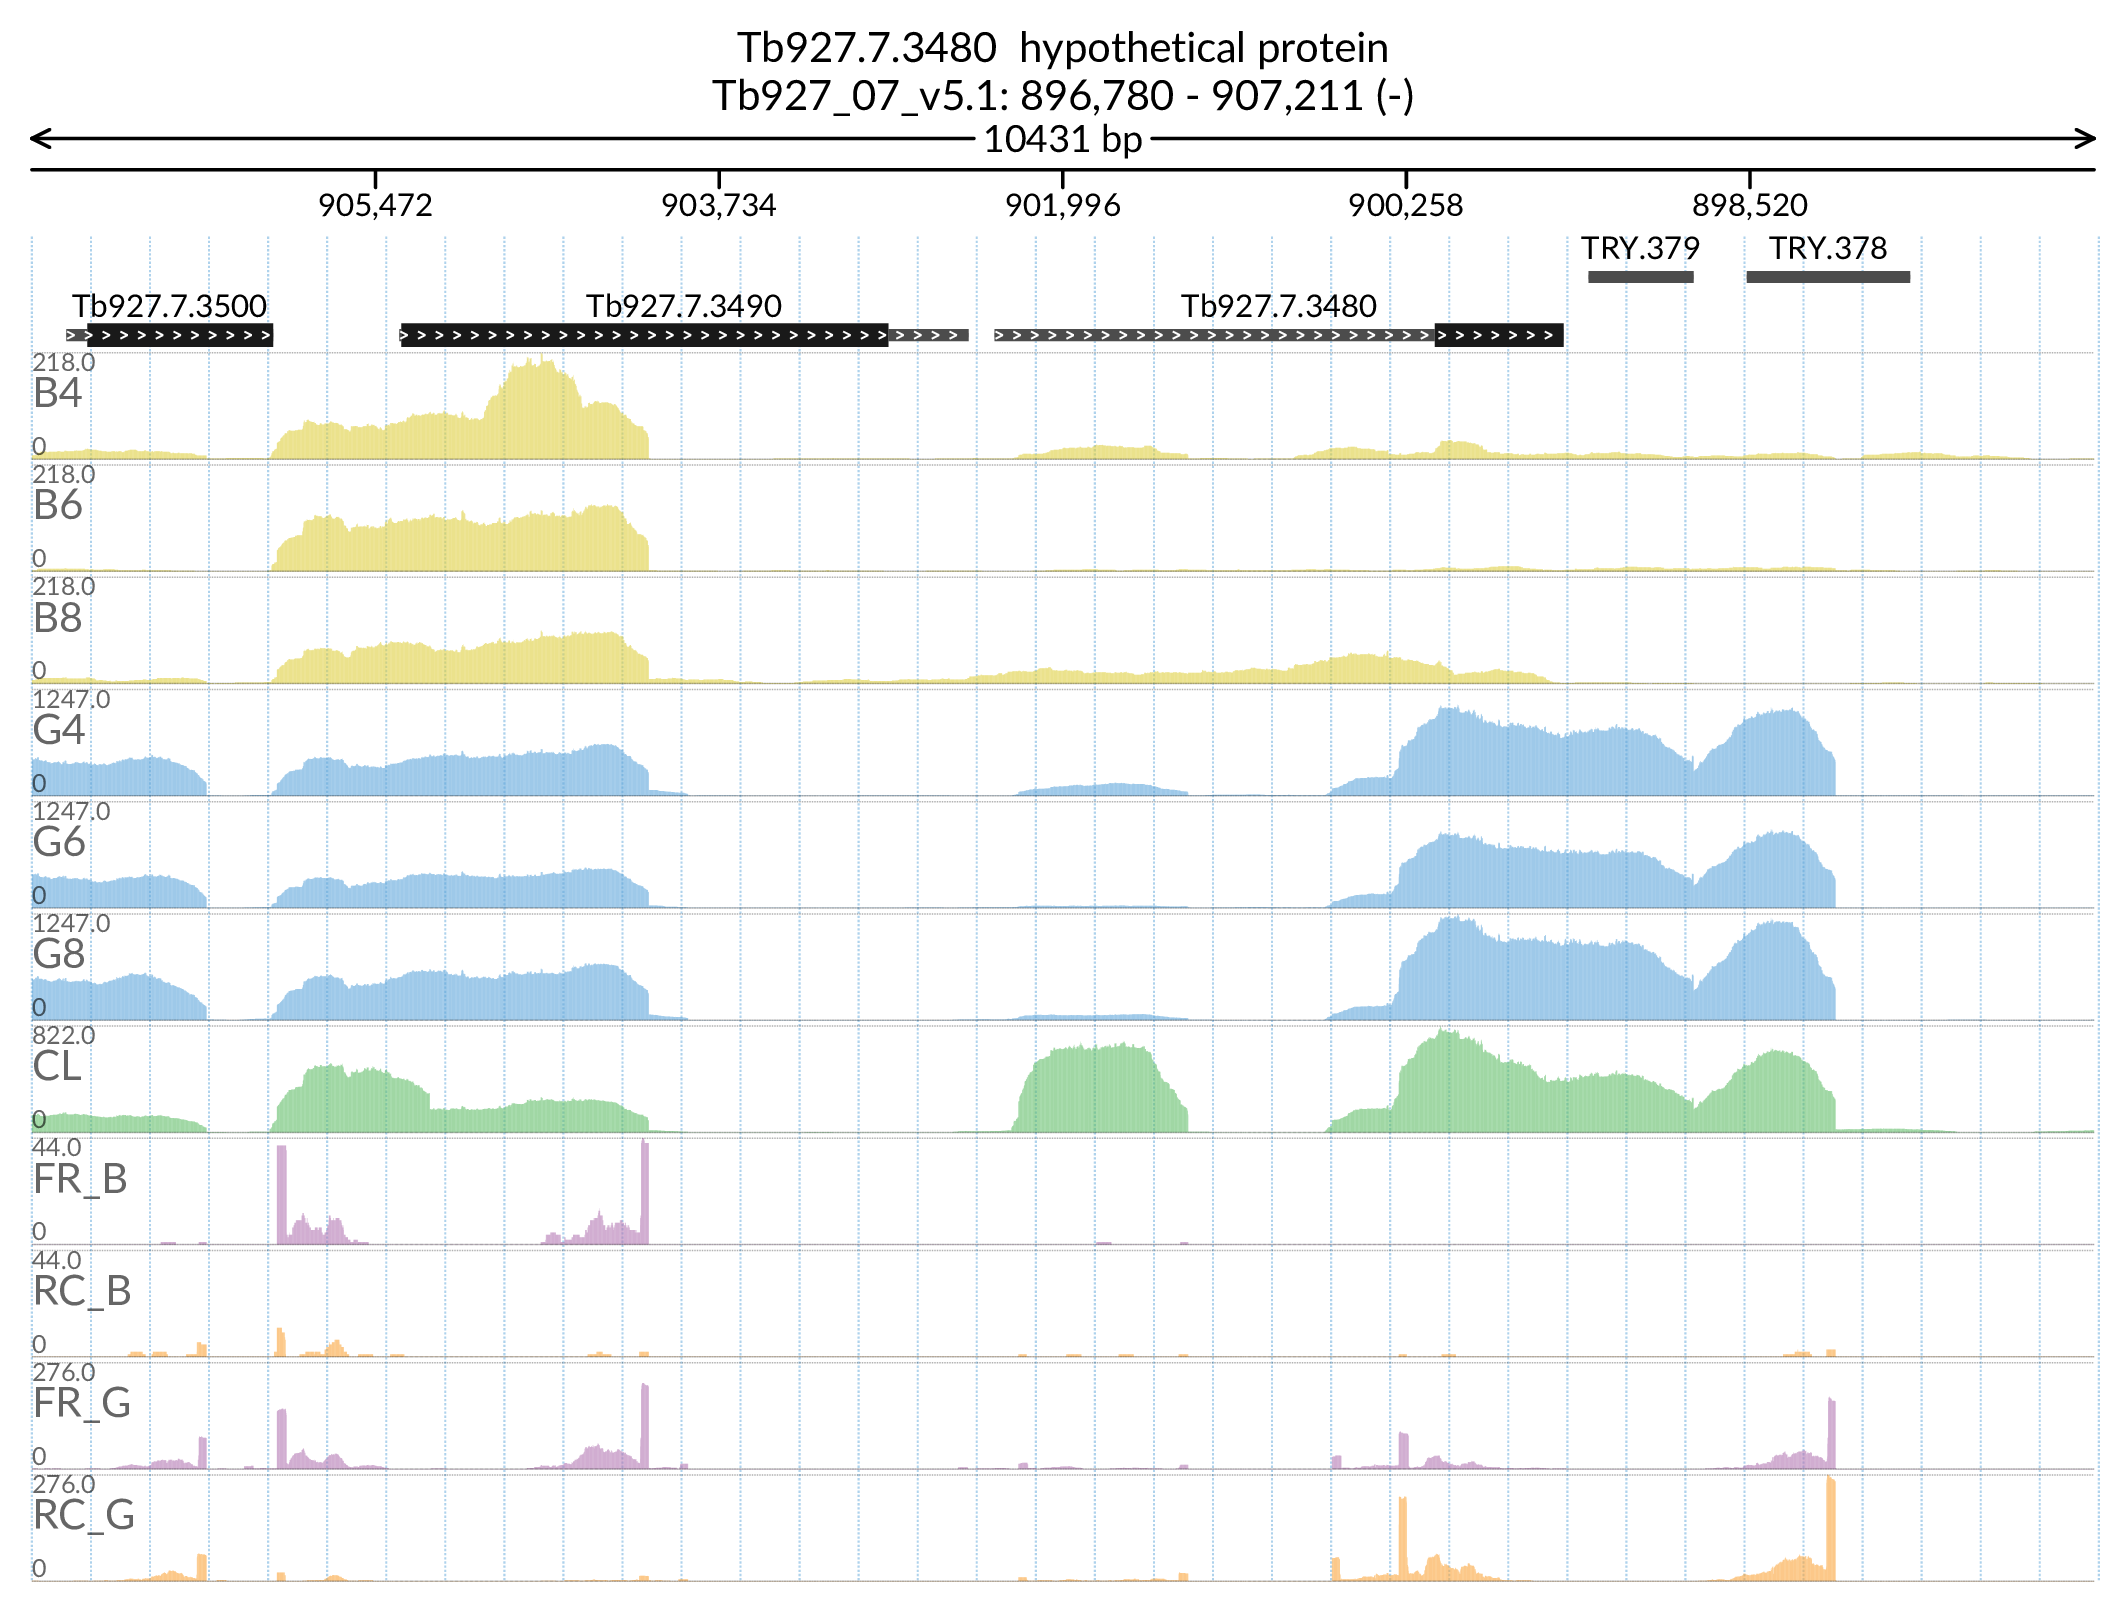 Tb927.7.3480  hypothetical protein
Tb927_07_v5.1: 896,780 - 907,211 (-)
10431 bp
905,472 903,734 901,996 900,258 898,520
TRY.379 TRY.378
Tb927.7.3500 Tb927.7.3490 Tb927.7.3480
218.0
B4
0
218.0
B6
0
218.0
B8
0
1247.0
G4
0
1247.0
G6
0
1247.0
G8
0
822.0
CL
0
44.0
FR_B
0
44.0
RC_B
0
276.0
FR_G
0
276.0
RC_G
0